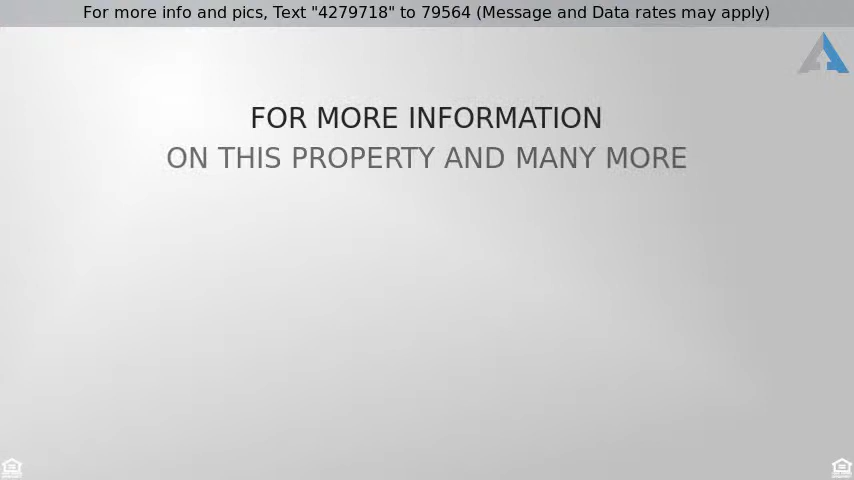 For more info and pics, Text "4279718" to 79564 (Message and Data rates may apply)
FOR MORE INFORMATION
ON THIS PROPERTY AND MANY MORE